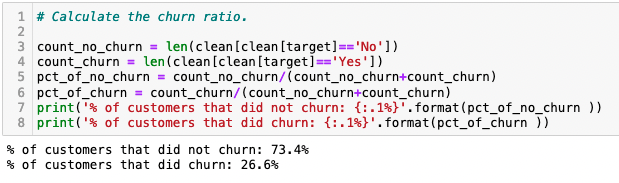 1 # Calculate the churn ratio.
2
3 count_no_churn = len(clean[clean[target]=='No'])
4 count_churn = len(clean[clean[target]=='Yes'])
5 pct_of_no_churn = count_no_churn/(count_no_churn+count_churn)
6 pct_of_churn = count_churn/(count_no_churn+count_churn)
7 print('% of customers that did not churn: {:.1%}'.format(pct_of_no_churn ))
8 print('% of customers that did churn: {:.1%}'.format(pct_of_churn ))
% of customers that did not churn: 73.4%
% of customers that did churn: 26.6%